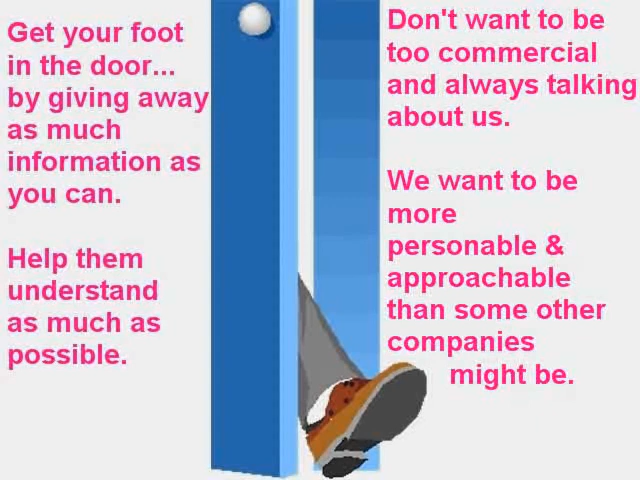 Get your foot
in the door...
by giving away
as much
information as
you can.
Help them
understand
as much as
possible.
Don't want to be
too commercial
and always talking
about us.
We want to be
more
personable &
approachable
than some other
companies
might be.